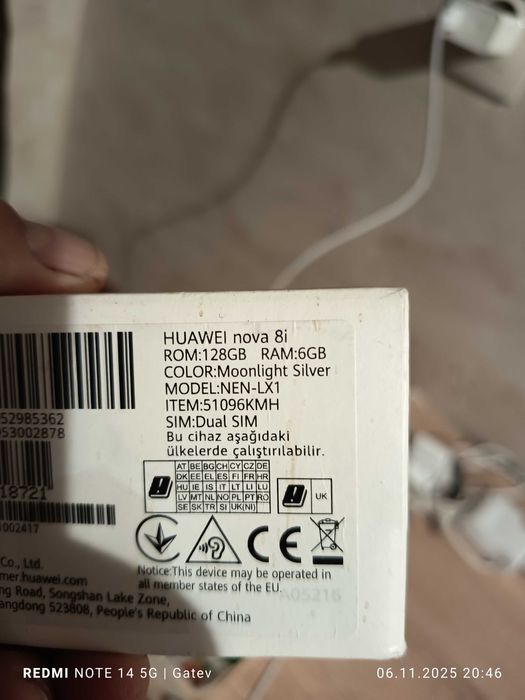 HUAWEI nova 8i
ROM:128GB RAM:6GB
COLOR:Moonlight Silver
MODEL:NEN-LX1
ITEM:51096KMH
SIM:Dual SIM
Bu cihaz aşağıdaki
ülkelerde çalıştırılabilir.
52985362
953002878
18721
1002417
AT BE BG CH CY CZ DE
DK EE EL ES FI FR HR
HU IE IS IT LT LI LU
LV MT NL NO PL PT RO
SE SK TR SI UK(NI)
UK
CE
Notice:This device may be operated in
all member states of the EU.
A05216
Co., Ltd.
mer.huawei.com
ng Road, Songshan Lake Zone,
angdong 523808, People's Republic of China
REDMI NOTE 14 5G | Gatev
06.11.2025 20:46